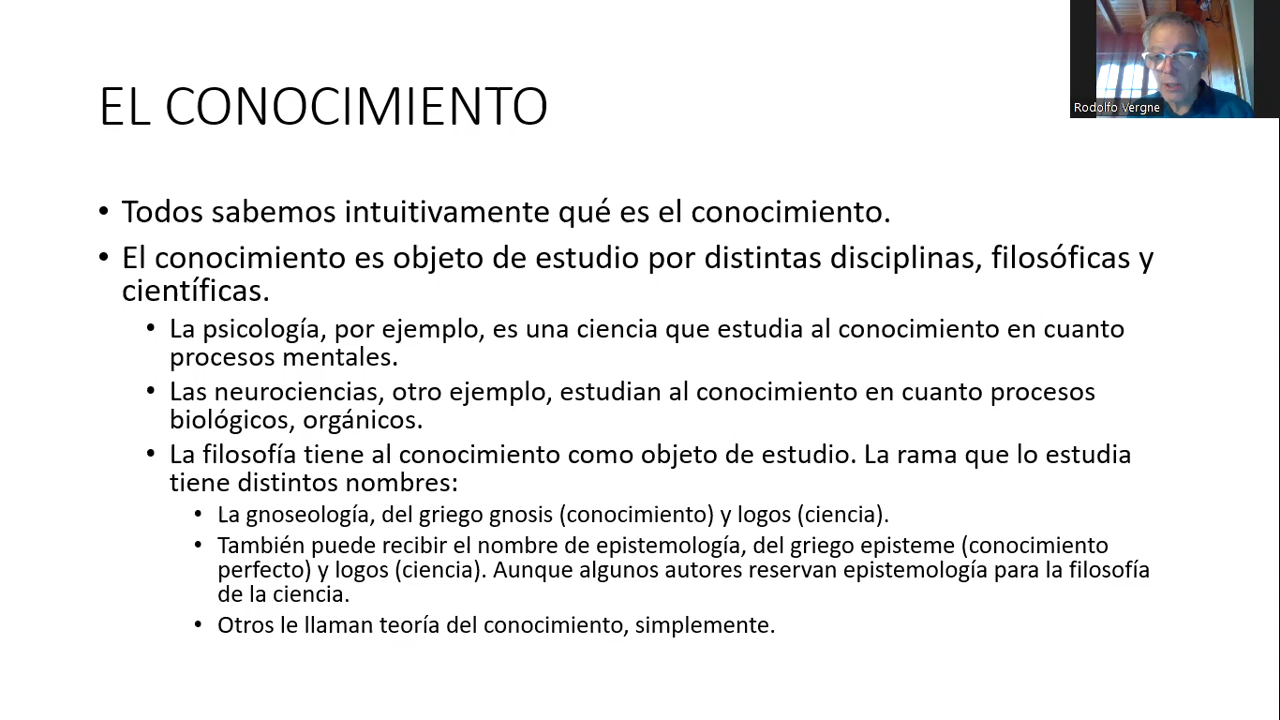 Rodolfo Vergne
EL CONOCIMIENTO
• Todos sabemos intuitivamente qué es el conocimiento.
• El conocimiento es objeto de estudio por distintas disciplinas, filosóficas y
científicas.
• La psicología, por ejemplo, es una ciencia que estudia al conocimiento en cuanto
procesos mentales.
• Las neurociencias, otro ejemplo, estudian al conocimiento en cuanto procesos
biológicos, orgánicos.
• La filosofía tiene al conocimiento como objeto de estudio. La rama que lo estudia
tiene distintos nombres:
• La gnoseología, del griego gnosis (conocimiento) y logos (ciencia).
• También puede recibir el nombre de epistemología, del griego episteme (conocimiento
perfecto) y logos (ciencia). Aunque algunos autores reservan epistemología para la filosofía
de la ciencia.
• Otros le llaman teoría del conocimiento, simplemente.